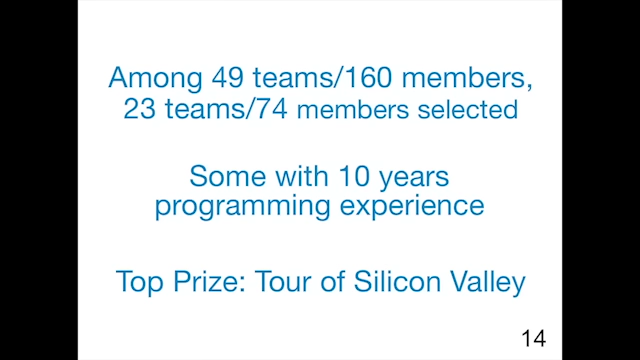 Among 49 teams/160 members,
23 teams/74 members selected
Some with 10 years
programming experience
Top Prize: Tour of Silicon Valley
14